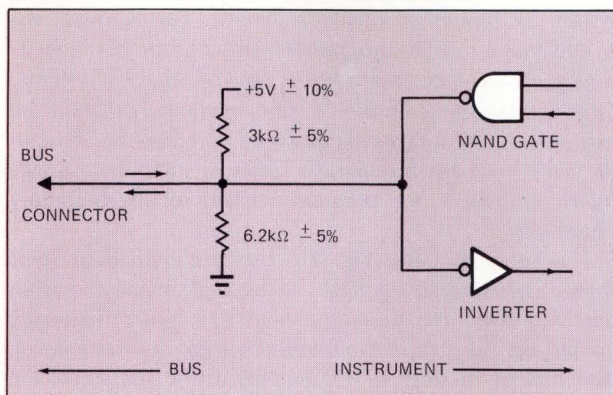 +5V ± 10%
3kΩ ± 5%
NAND GATE
BUS
CONNECTOR
6.2kΩ ± 5%
INVERTER
BUS
INSTRUMENT